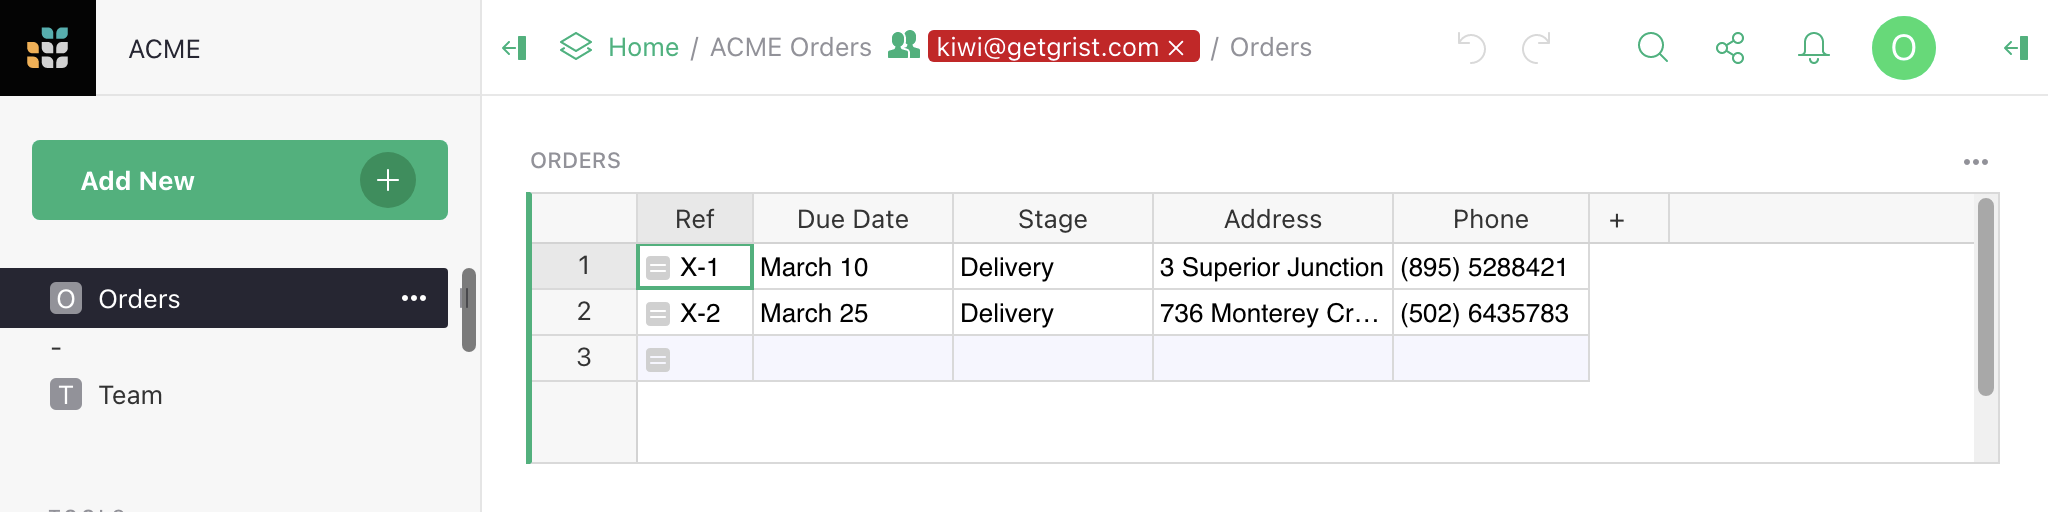 ACME
Home / ACME Orders kiwi@getgrist.com × / Orders
O
Add New +
O Orders •••
-
T Team
ORDERS
•••
Ref Due Date Stage Address Phone +
1 X-1 March 10 Delivery 3 Superior Junction (895) 5288421
2 X-2 March 25 Delivery 736 Monterey Cr… (502) 6435783
3
TOOLS